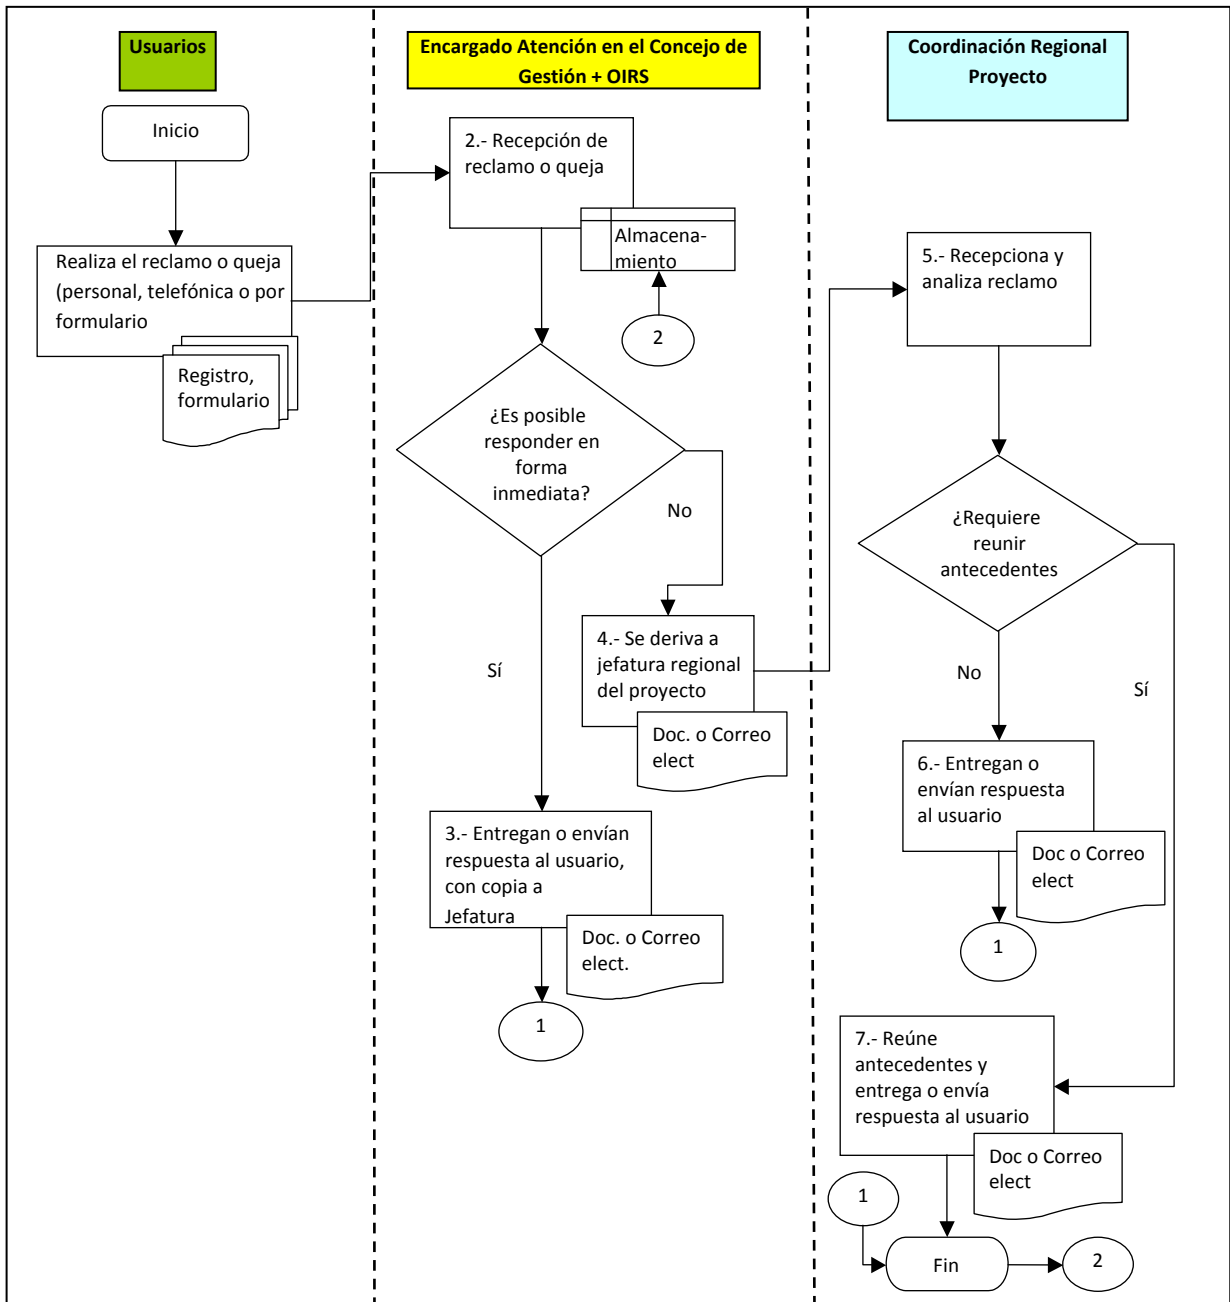 Usuarios
Encargado Atención en el Concejo de
Gestión + OIRS
Coordinación Regional
Proyecto
Inicio
Realiza el reclamo o queja
(personal, telefónica o por
formulario
Registro,
formulario
2.- Recepción de
reclamo o queja
Almacena-
miento
2
¿Es posible
responder en
forma
inmediata?
No
Sí
4.- Se deriva a
jefatura regional
del proyecto
Doc. o Correo
elect
3.- Entregan o envían
respuesta al usuario,
con copia a
Jefatura
Doc. o Correo
elect.
1
5.- Recepciona y
analiza reclamo
¿Requiere
reunir
antecedentes
No
Sí
6.- Entregan o
envían respuesta
al usuario
Doc o Correo
elect
1
7.- Reúne
antecedentes y
entrega o envía
respuesta al usuario
Doc o Correo
elect
1
Fin
2